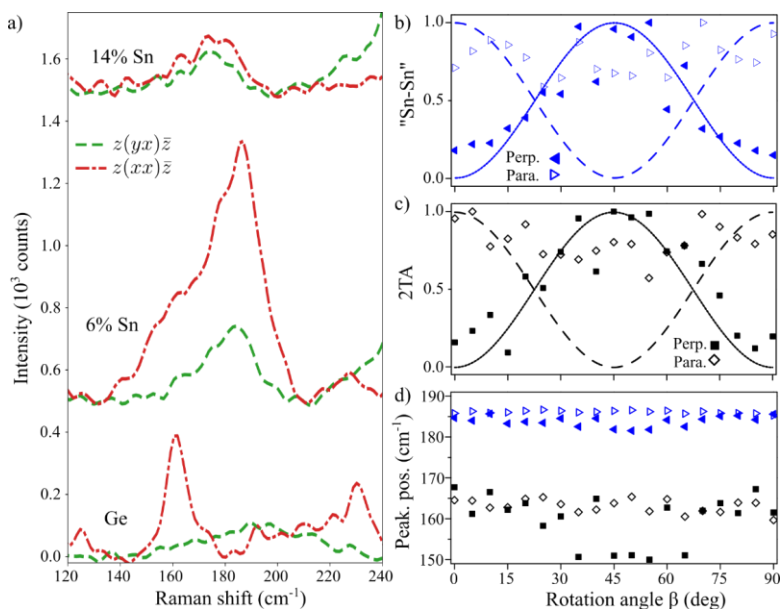 a)
14% Sn
z(yx)z̄
z(xx)z̄
6% Sn
Ge
Intensity (10³ counts)
1.6
1.4
1.2
1.0
0.8
0.6
0.4
0.2
0.0
120 140 160 180 200 220 240
Raman shift (cm⁻¹)
b)
"Sn-Sn"
1.0
0.5
0.0
Perp.
Para.
c)
2TA
1.0
0.5
0.0
Perp.
Para.
d)
Peak. pos. (cm⁻¹)
190
185
175
160
150
0 15 30 45 60 75 90
Rotation angle β (deg)